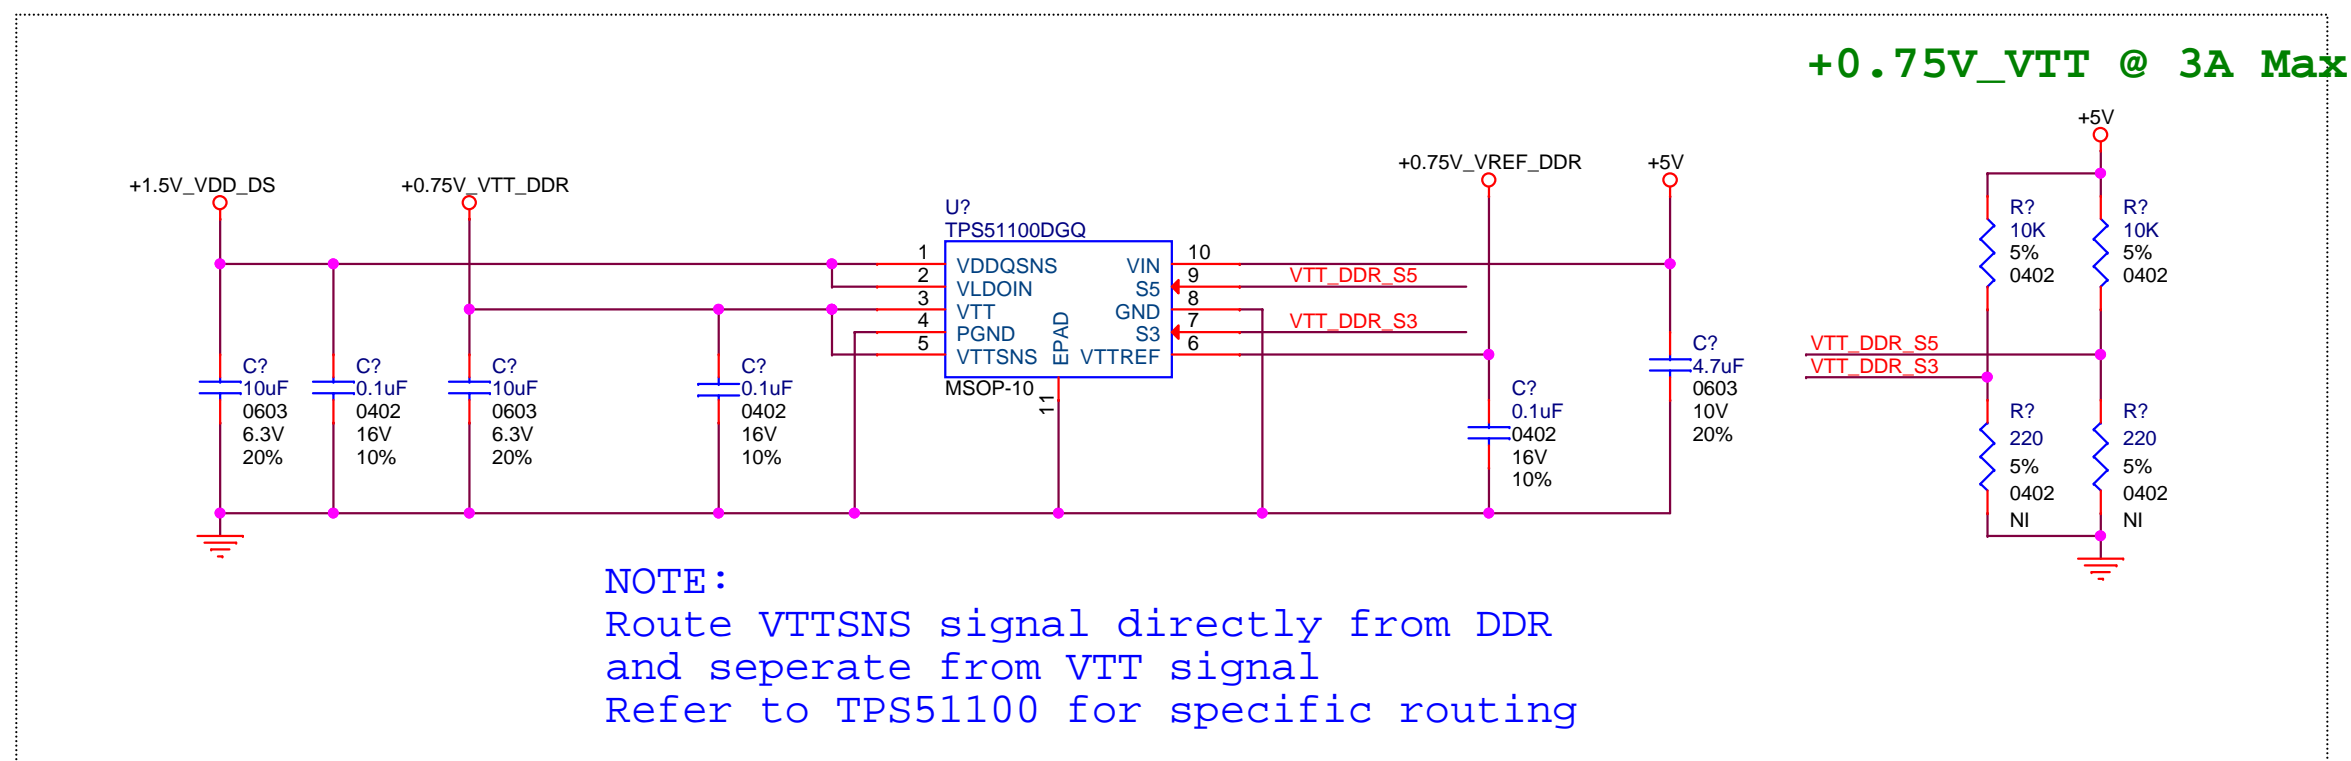 +0.75V_VTT @ 3A Max
+5V
+0.75V_VREF_DDR
+5V
+1.5V_VDD_DS
+0.75V_VTT_DDR
U?
TPS51100DGQ
1
VDDQSNS
2
VLDOIN
3
VTT
4
PGND
5
VTTSNS
EPAD
11
10
VIN
9
S5
8
GND
7
S3
6
VTTREF
MSOP-10
VTT_DDR_S5
VTT_DDR_S3
C?
10uF
0603
6.3V
20%
C?
0.1uF
0402
16V
10%
C?
10uF
0603
6.3V
20%
C?
0.1uF
0402
16V
10%
C?
0.1uF
0402
16V
10%
C?
4.7uF
0603
10V
20%
R?
10K
5%
0402
R?
10K
5%
0402
VTT_DDR_S5
VTT_DDR_S3
R?
220
5%
0402
NI
R?
220
5%
0402
NI
NOTE:
Route VTTSNS signal directly from DDR
and seperate from VTT signal
Refer to TPS51100 for specific routing